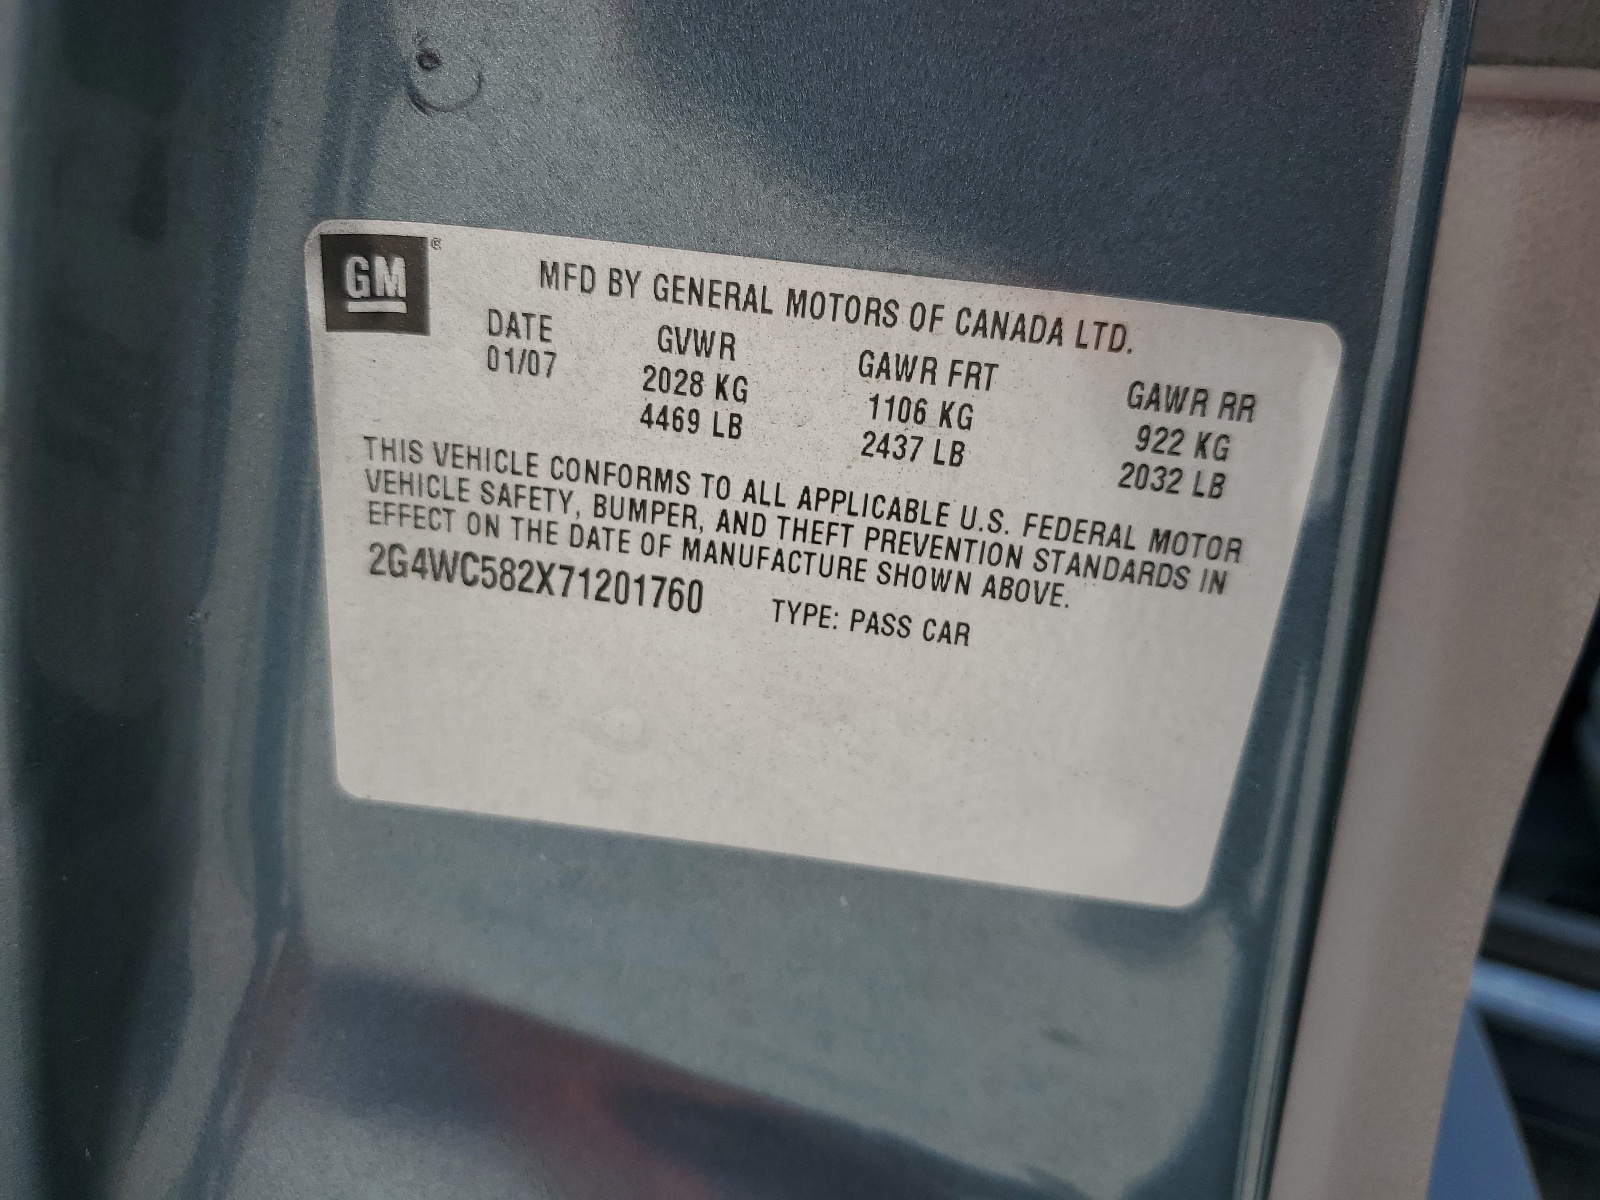 GM ®
MFD BY GENERAL MOTORS OF CANADA LTD.
DATE GVWR GAWR FRT GAWR RR
01/07 2028 KG 1106 KG 922 KG
4469 LB 2437 LB 2032 LB
THIS VEHICLE CONFORMS TO ALL APPLICABLE U.S. FEDERAL MOTOR
VEHICLE SAFETY, BUMPER, AND THEFT PREVENTION STANDARDS IN
EFFECT ON THE DATE OF MANUFACTURE SHOWN ABOVE.
2G4WC582X71201760 TYPE: PASS CAR